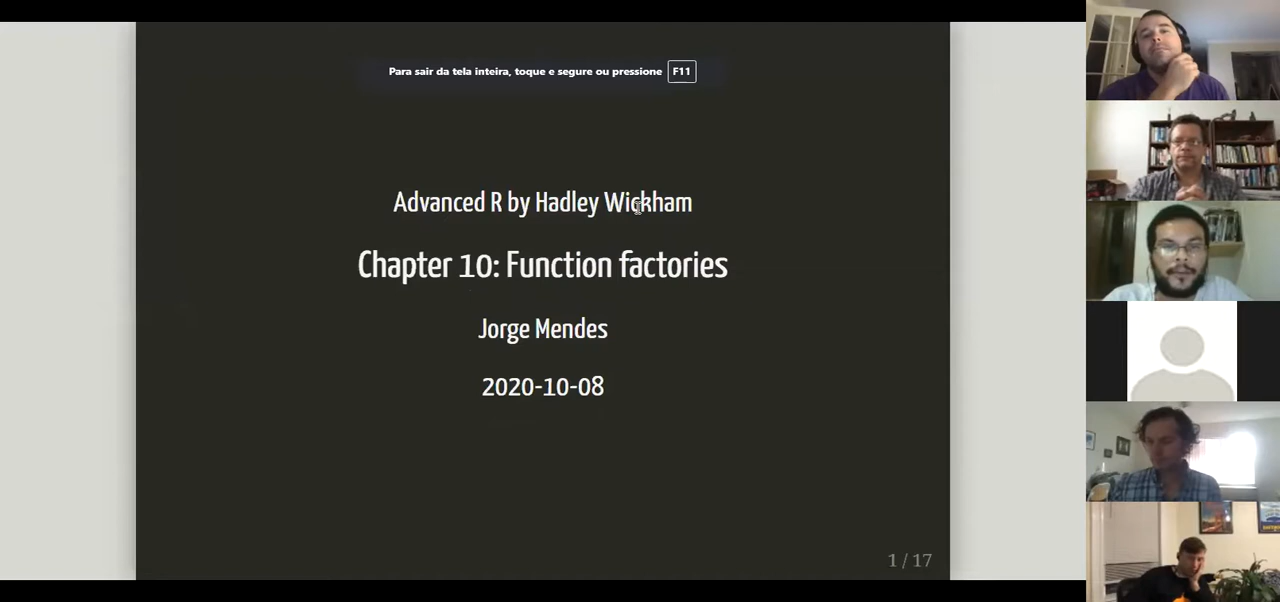 Para sair da tela inteira, toque e segure ou pressione F11
Advanced R by Hadley Wickham
Chapter 10: Function factories
Jorge Mendes
2020-10-08
1 / 17